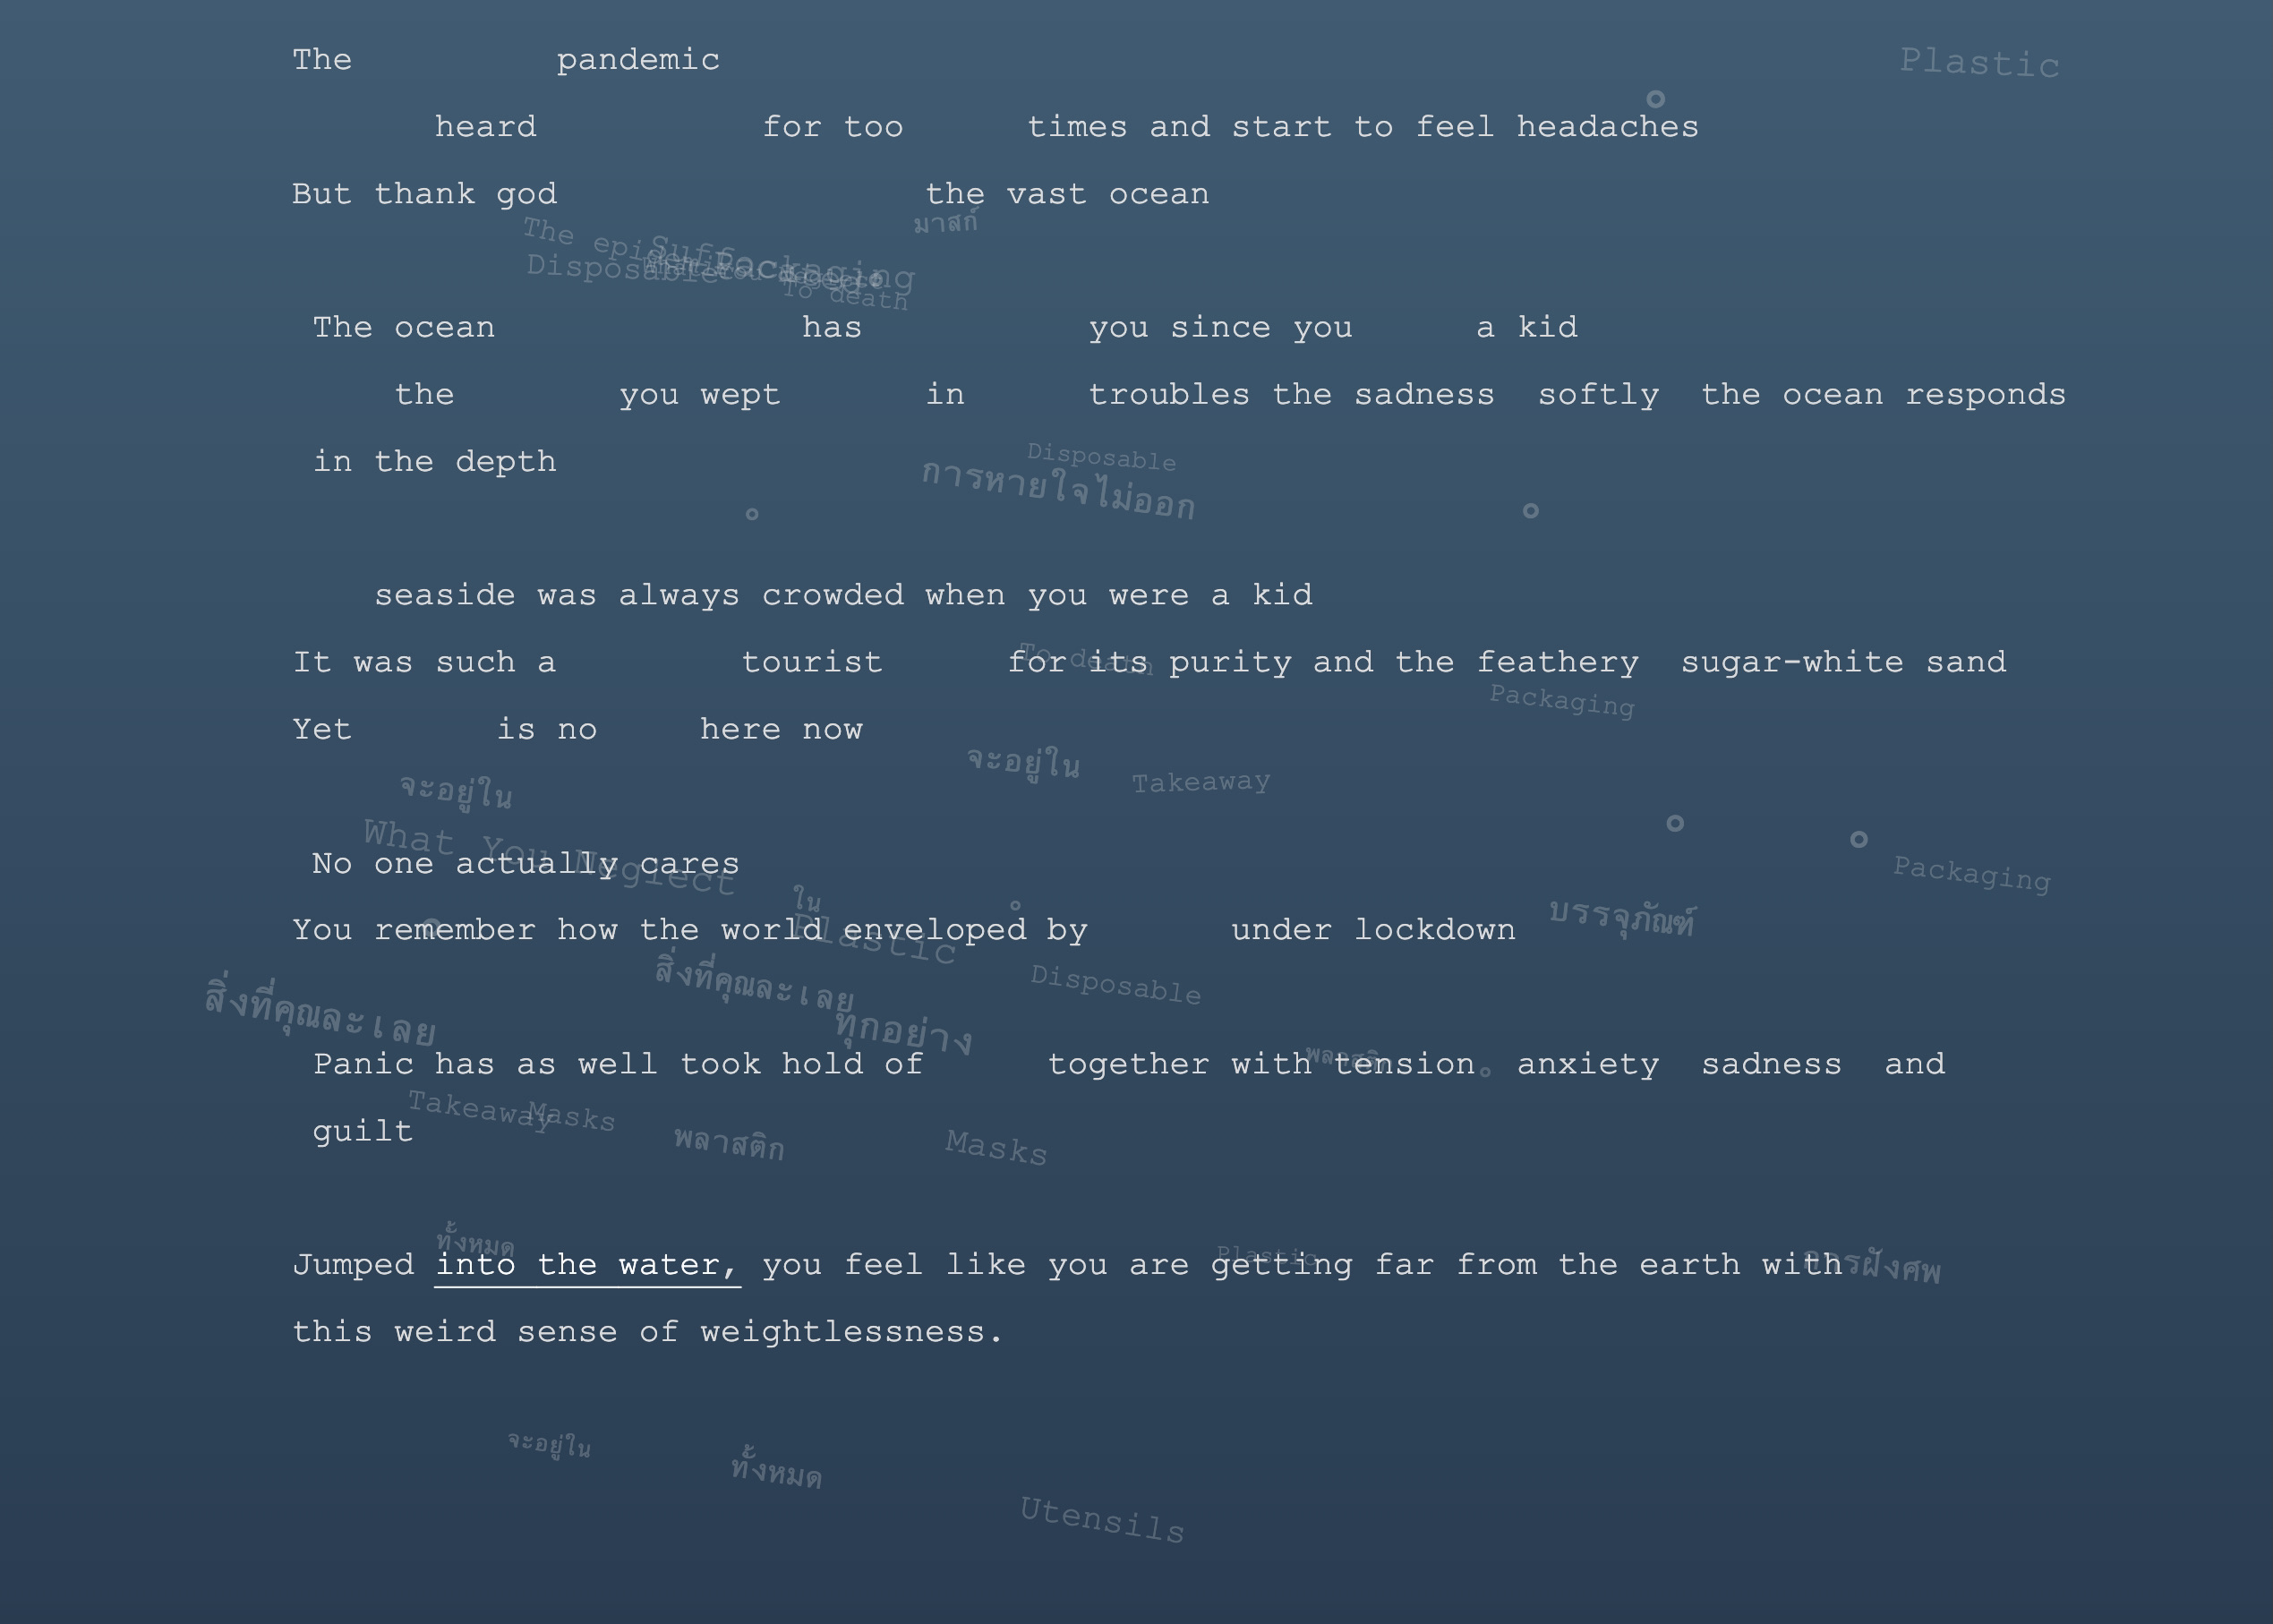 The pandemic
Plastic
heard for too times and start to feel headaches
But thank god the vast ocean
มาสก์
The
Disposable
Packaging
To death
The ocean has you since you a kid
the you wept in troubles the sadness softly the ocean responds
in the depth
Disposable
การหายใจไม่ออก
seaside was always crowded when you were a kid
It was such a tourist for its purity and the feathery sugar-white sand
To death
Packaging
Yet is no here now
จะอยู่ใน
Takeaway
จะอยู่ใน
What You Neglect
No one actually cares
Packaging
ใน
บรรจุภัณฑ์
You remember how the world enveloped by under lockdown
Plastic
สิ่งที่คุณละเลย
Disposable
สิ่งที่คุณละเลย
ทุกอย่าง
พลาสติก
Panic has as well took hold of together with tension anxiety sadness and
Takeaway
Masks
guilt
พลาสติก
Masks
ทั้งหมด
Plastic
การฝังศพ
Jumped into the water, you feel like you are getting far from the earth with
this weird sense of weightlessness.
จะอยู่ใน
ทั้งหมด
Utensils